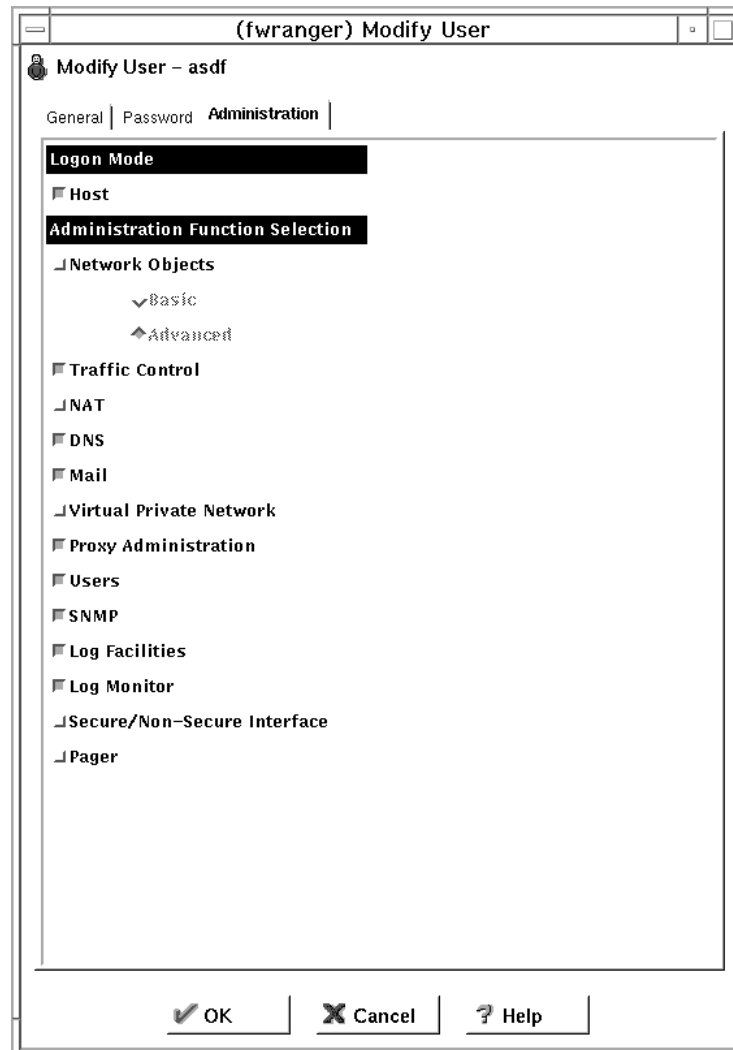 (fwranger) Modify User
Modify User – asdf
General Password Administration
Logon Mode
Host
Administration Function Selection
Network Objects
Basic
Advanced
Traffic Control
NAT
DNS
Mail
Virtual Private Network
Proxy Administration
Users
SNMP
Log Facilities
Log Monitor
Secure/Non–Secure Interface
Pager
OK Cancel Help